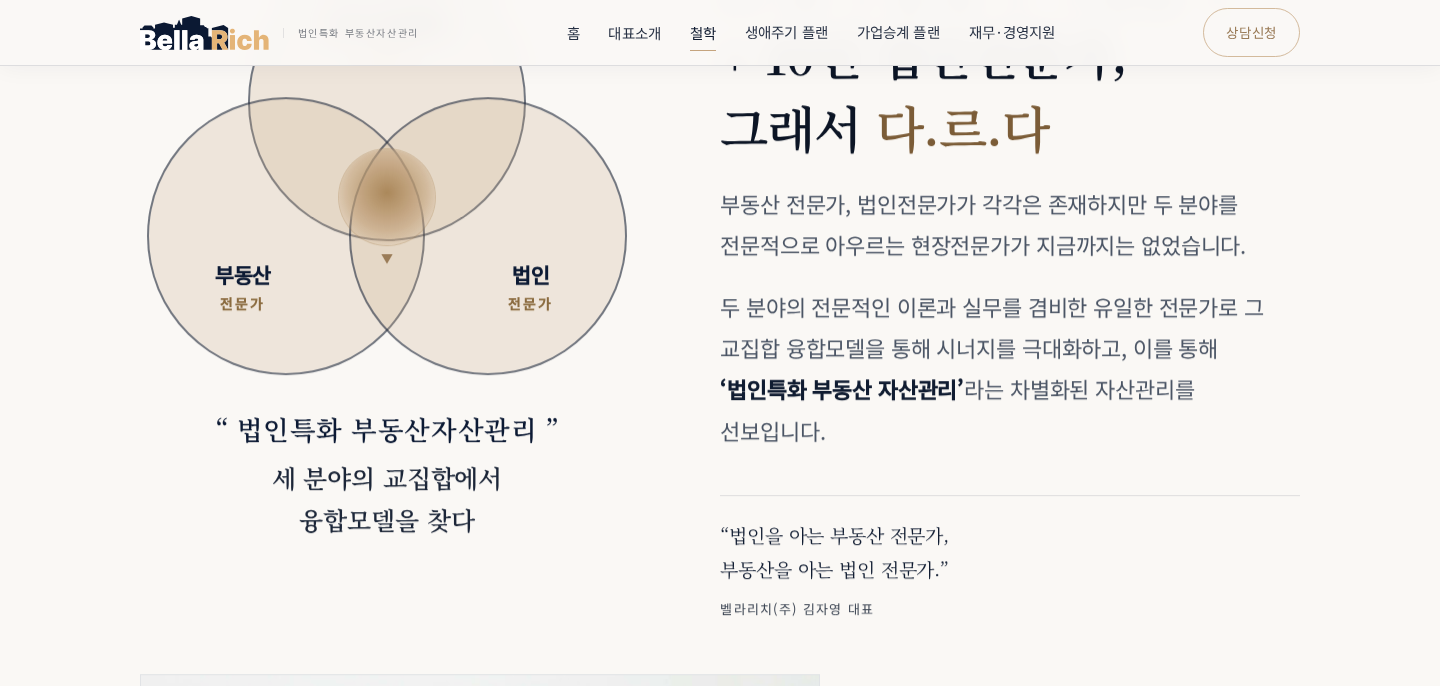 Bella Rich
법인특화 부동산자산관리
홈
대표소개
철학
생애주기 플랜
가업승계 플랜
재무·경영지원
상담신청
부동산
전문가
법인
전문가
“ 법인특화 부동산자산관리 ”
세 분야의 교집합에서
융합모델을 찾다
그래서 다.르.다
부동산 전문가, 법인전문가가 각각은 존재하지만 두 분야를
전문적으로 아우르는 현장전문가가 지금까지는 없었습니다.
두 분야의 전문적인 이론과 실무를 겸비한 유일한 전문가로 그
교집합 융합모델을 통해 시너지를 극대화하고, 이를 통해
‘법인특화 부동산 자산관리’라는 차별화된 자산관리를
선보입니다.
“법인을 아는 부동산 전문가,
부동산을 아는 법인 전문가.”
벨라리치(주) 김자영 대표